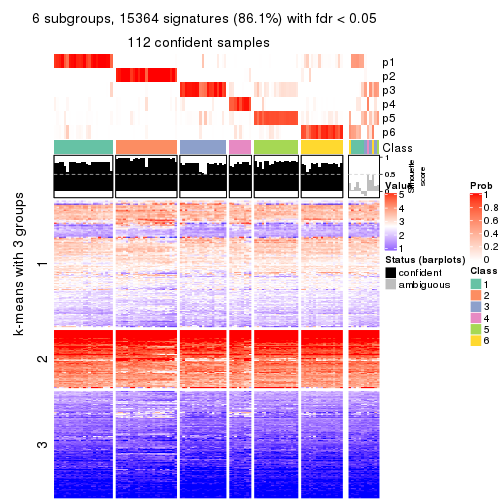 6 subgroups, 15364 signatures (86.1%) with fdr < 0.05
112 confident samples
p1
p2
p3
p4
p5
p6
Class
1
0.5
0
Silhouette
score
k-means with 3 groups
1
2
3
Value
5
4
3
2
1
Status (barplots)
confident
ambiguous
Prob
1
0.8
0.6
0.4
0.2
0
Class
1
2
3
4
5
6